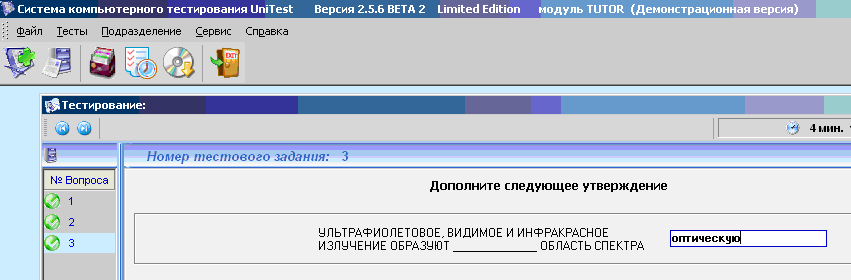 Система компьютерного тестирования UniTest Версия 2.5.6 BETA 2 Limited Edition модуль TUTOR (Демонстрационная версия)
Файл Тесты Подразделение Сервис Справка
EXIT
Тестирование:
4 мин.
Номер тестового задания: 3
№ Вопроса
Дополните следующее утверждение
1
2
3
УЛЬТРАФИОЛЕТОВОЕ, ВИДИМОЕ И ИНФРАКРАСНОЕ
ИЗЛУЧЕНИЕ ОБРАЗУЮТ _____________ ОБЛАСТЬ СПЕКТРА
оптическую